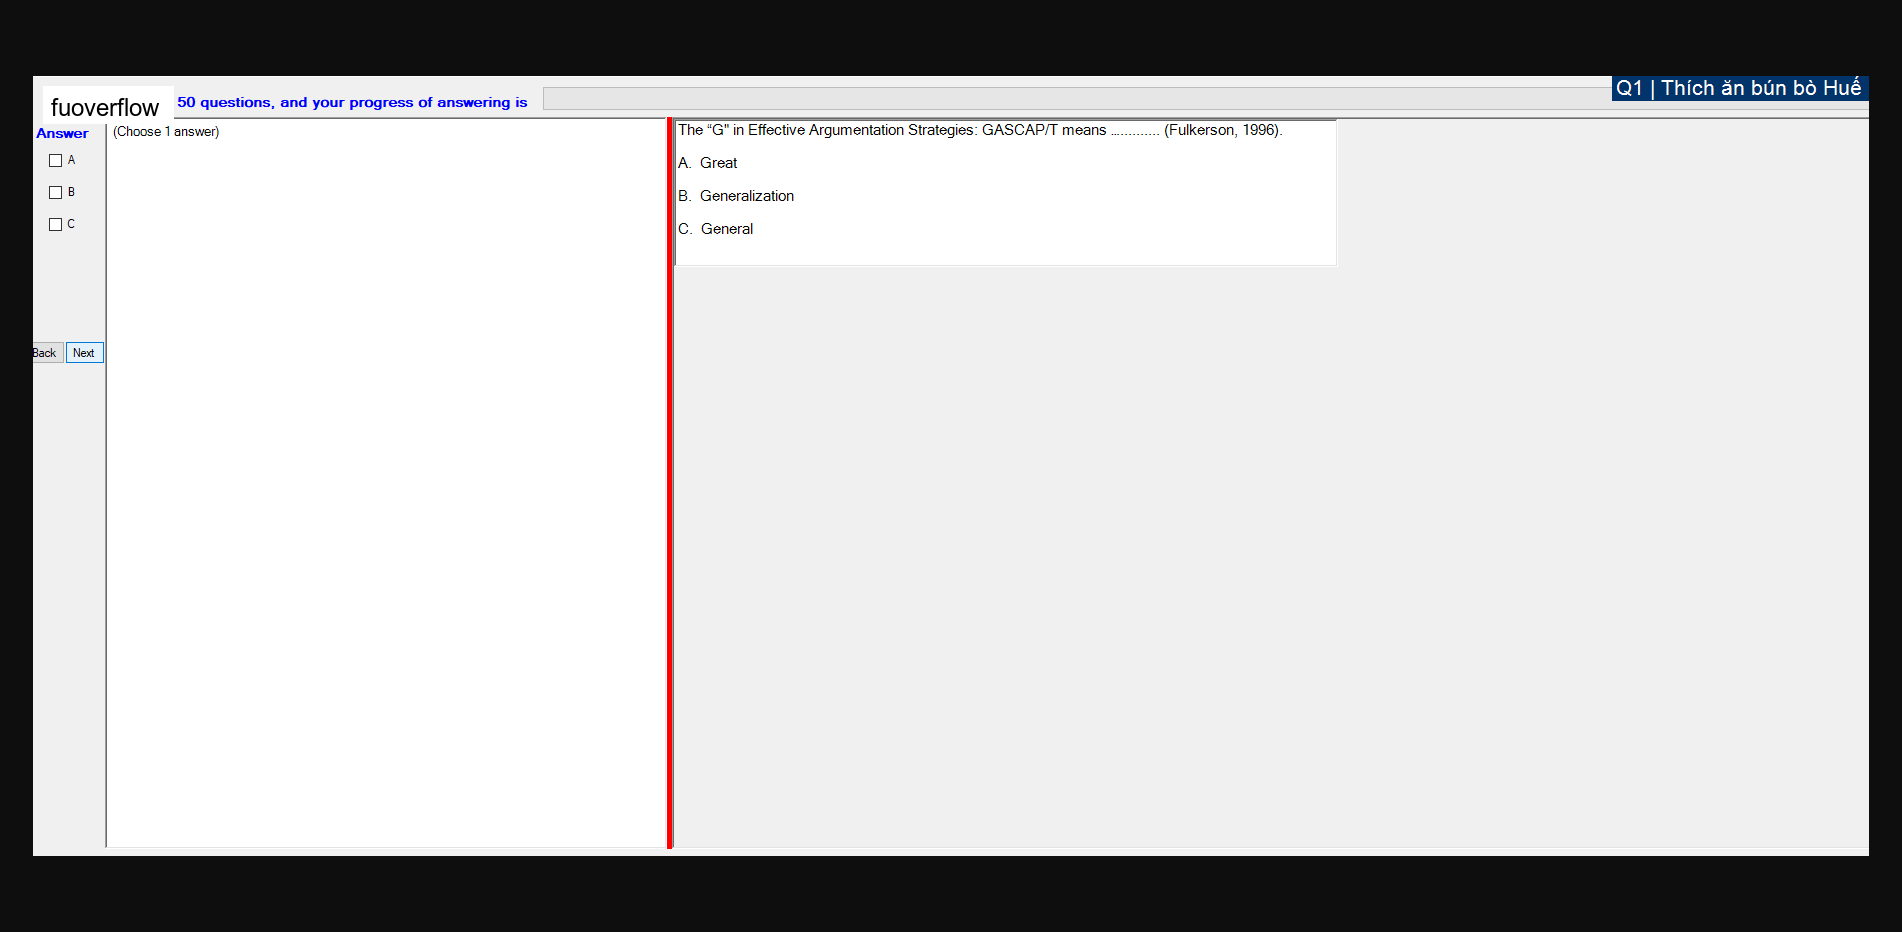 Q1 | Thích ăn bún bò Huế
fuoverflow 50 questions, and your progress of answering is
Answer
(Choose 1 answer)
A
B
C
Back Next
The “G" in Effective Argumentation Strategies: GASCAP/T means ............. (Fulkerson, 1996).
A. Great
B. Generalization
C. General